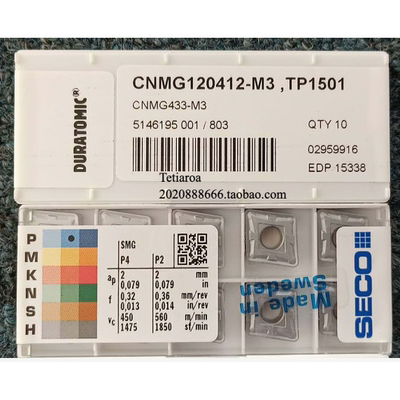 DURATOMIC®
CNMG120412-M3 ,TP1501
CNMG433-M3
5146195 001 / 803
QTY 10
02959916
EDP 15338
Tetiaroa
2020888666.taobao.com
P
M
K
N
S
H
SMG
P4 P2
ap 2 2 mm
0,079 0,079 in
f 0,32 0,36 mm/rev
0,013 0,014 in/rev
vc 450 560 m/min
1475 1850 sf/min
Made in
Sweden
SECO